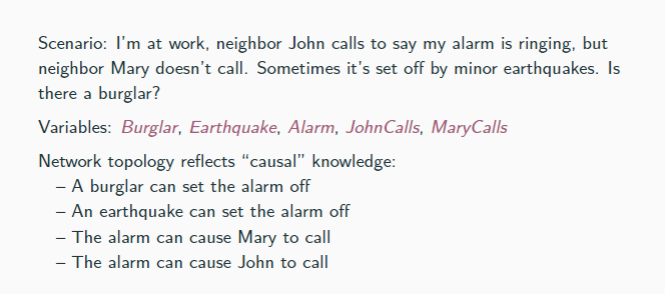 Scenario: I'm at work, neighbor John calls to say my alarm is ringing, but
neighbor Mary doesn't call. Sometimes it's set off by minor earthquakes. Is
there a burglar?
Variables: Burglar, Earthquake, Alarm, JohnCalls, MaryCalls
Network topology reflects “causal” knowledge:
– A burglar can set the alarm off
– An earthquake can set the alarm off
– The alarm can cause Mary to call
– The alarm can cause John to call